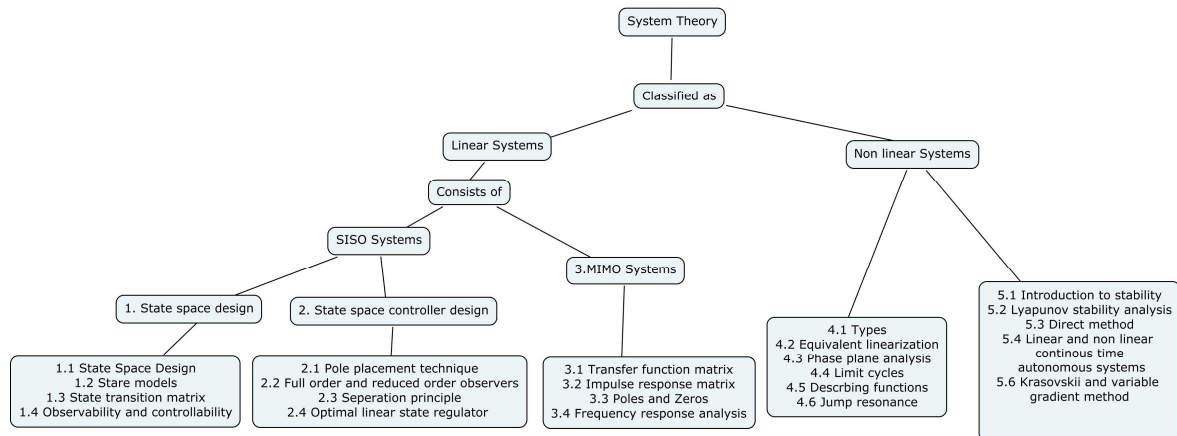 System Theory
Classified as
Linear Systems
Non linear Systems
Consists of
SISO Systems
3.MIMO Systems
1. State space design
2. State space controller design
1.1 State Space Design
1.2 Stare models
1.3 State transition matrix
1.4 Observability and controllability
2.1 Pole placement technique
2.2 Full order and reduced order observers
2.3 Seperation principle
2.4 Optimal linear state regulator
3.1 Transfer function matrix
3.2 Impulse response matrix
3.3 Poles and Zeros
3.4 Frequency response analysis
4.1 Types
4.2 Equivalent linearization
4.3 Phase plane analysis
4.4 Limit cycles
4.5 Descrbing functions
4.6 Jump resonance
5.1 Introduction to stability
5.2 Lyapunov stability analysis
5.3 Direct method
5.4 Linear and non linear
continous time
autonomous systems
5.6 Krasovskii and variable
gradient method